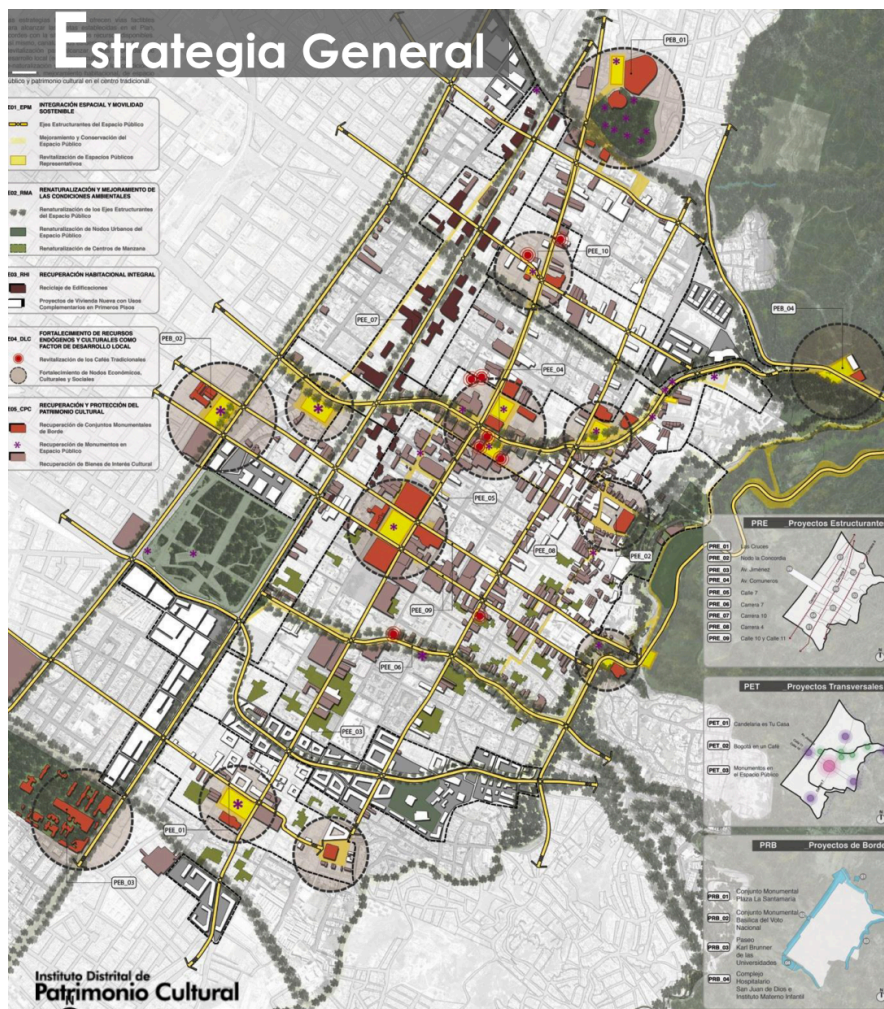 Estrategia General
público y patrimonio cultural en el centro tradicional.
E01_EPM INTEGRACIÓN ESPACIAL Y MOVILIDAD
SOSTENIBLE
Ejes Estructurantes del Espacio Público
Mejoramiento y Conservación del
Espacio Público
Revitalización de Espacios Públicos
Representativos
E02_RMA RENATURALIZACIÓN Y MEJORAMIENTO DE
LAS CONDICIONES AMBIENTALES
Renaturalización de los Ejes Estructurantes
del Espacio Público
Renaturalización de Nodos Urbanos del
Espacio Público
Renaturalización de Centros de Manzana
E03_RHI RECUPERACIÓN HABITACIONAL INTEGRAL
Reciclaje de Edificaciones
Proyectos de Vivienda Nueva con Usos
Complementarios en Primeros Pisos
E04_DLC FORTALECIMIENTO DE RECURSOS
ENDÓGENOS Y CULTURALES COMO
FACTOR DE DESARROLLO LOCAL
Revitalización de los Cafés Tradicionales
Fortalecimiento de Nodos Económicos,
Culturales y Sociales
E05_CPC RECUPERACIÓN Y PROTECCIÓN DEL
PATRIMONIO CULTURAL
Recuperación de Conjuntos Monumentales
de Borde
Recuperación de Monumentos en
Espacio Público
Recuperación de Bienes de Interés Cultural
PEB_01
PEE_10
PEE_07
PEB_04
PEB_02
PEE_04
PEE_05
PEE_08
PEE_02
PEE_09
PEE_06
PEE_03
PEE_01
PEB_03
PRE Proyectos Estructurantes
PRE_01 Las Cruces
PRE_02 Nodo la Concordia
PRE_03 Av. Jiménez
PRE_04 Av. Comuneros
PRE_05 Calle 7
PRE_06 Carrera 7
PRE_07 Carrera 10
PRE_08 Carrera 4
PRE_09 Calle 10 y Calle 11
PET Proyectos Transversales
PET_01 Candelaria es Tu Casa
PET_02 Bogotá en un Café
PET_03 Monumentos en
el Espacio Público
PRB Proyectos de Borde
PRB_01 Conjunto Monumental
Plaza La Santamaría
PRB_02 Conjunto Monumental
Basílica del Voto
Nacional
PRB_03 Paseo
Karl Brunner
de las
Universidades
PRB_04 Complejo
Hospitalario
San Juan de Dios e
Instituto Materno Infantil
Instituto Distrital de
Patrimonio Cultural